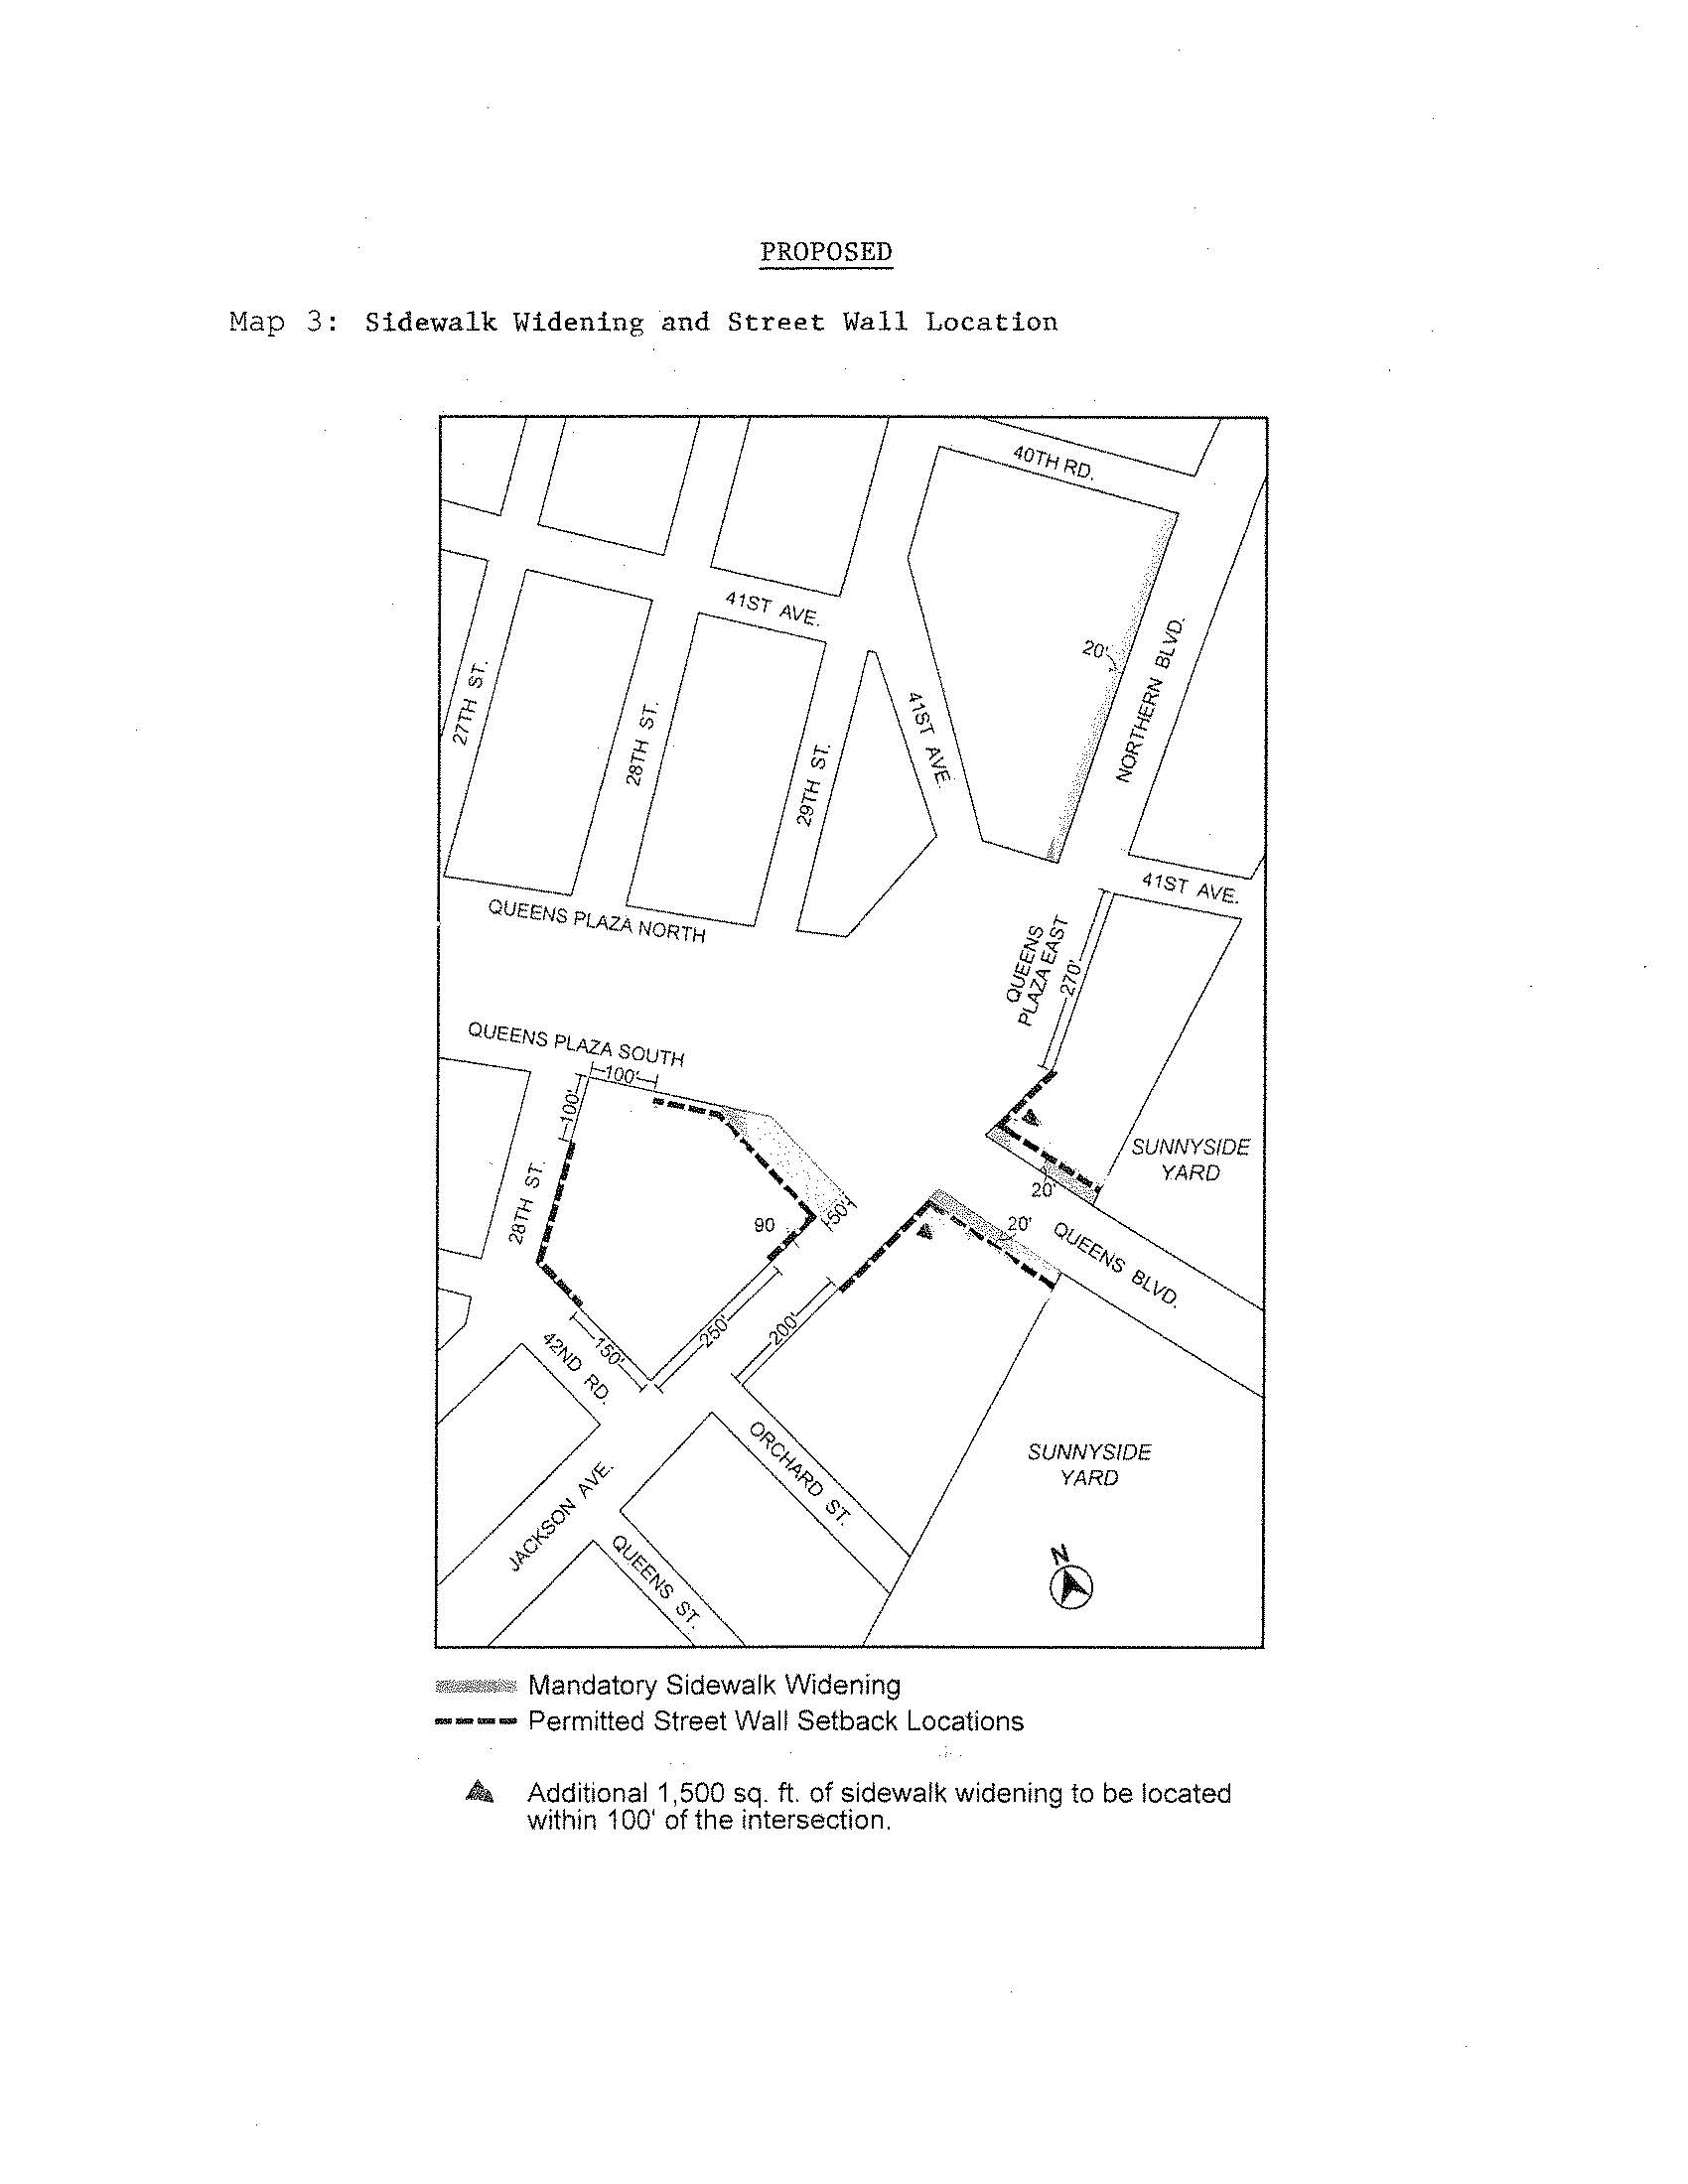 PROPOSED
Map 3: Sidewalk Widening and Street Wall Location
40TH RD.
41ST AVE.
20'
NORTHERN BLVD.
27TH ST.
28TH ST.
29TH ST.
41ST AVE.
41ST AVE.
QUEENS PLAZA NORTH
QUEENS
PLAZA EAST
270'
QUEENS PLAZA SOUTH
100'
100'
28TH ST.
SUNNYSIDE
YARD
20'
90
50'
20'
QUEENS BLVD.
42ND RD.
150'
250'
200'
ORCHARD ST.
SUNNYSIDE
YARD
JACKSON AVE.
QUEENS ST.
N
Mandatory Sidewalk Widening
Permitted Street Wall Setback Locations
Additional 1,500 sq. ft. of sidewalk widening to be located
within 100' of the intersection.